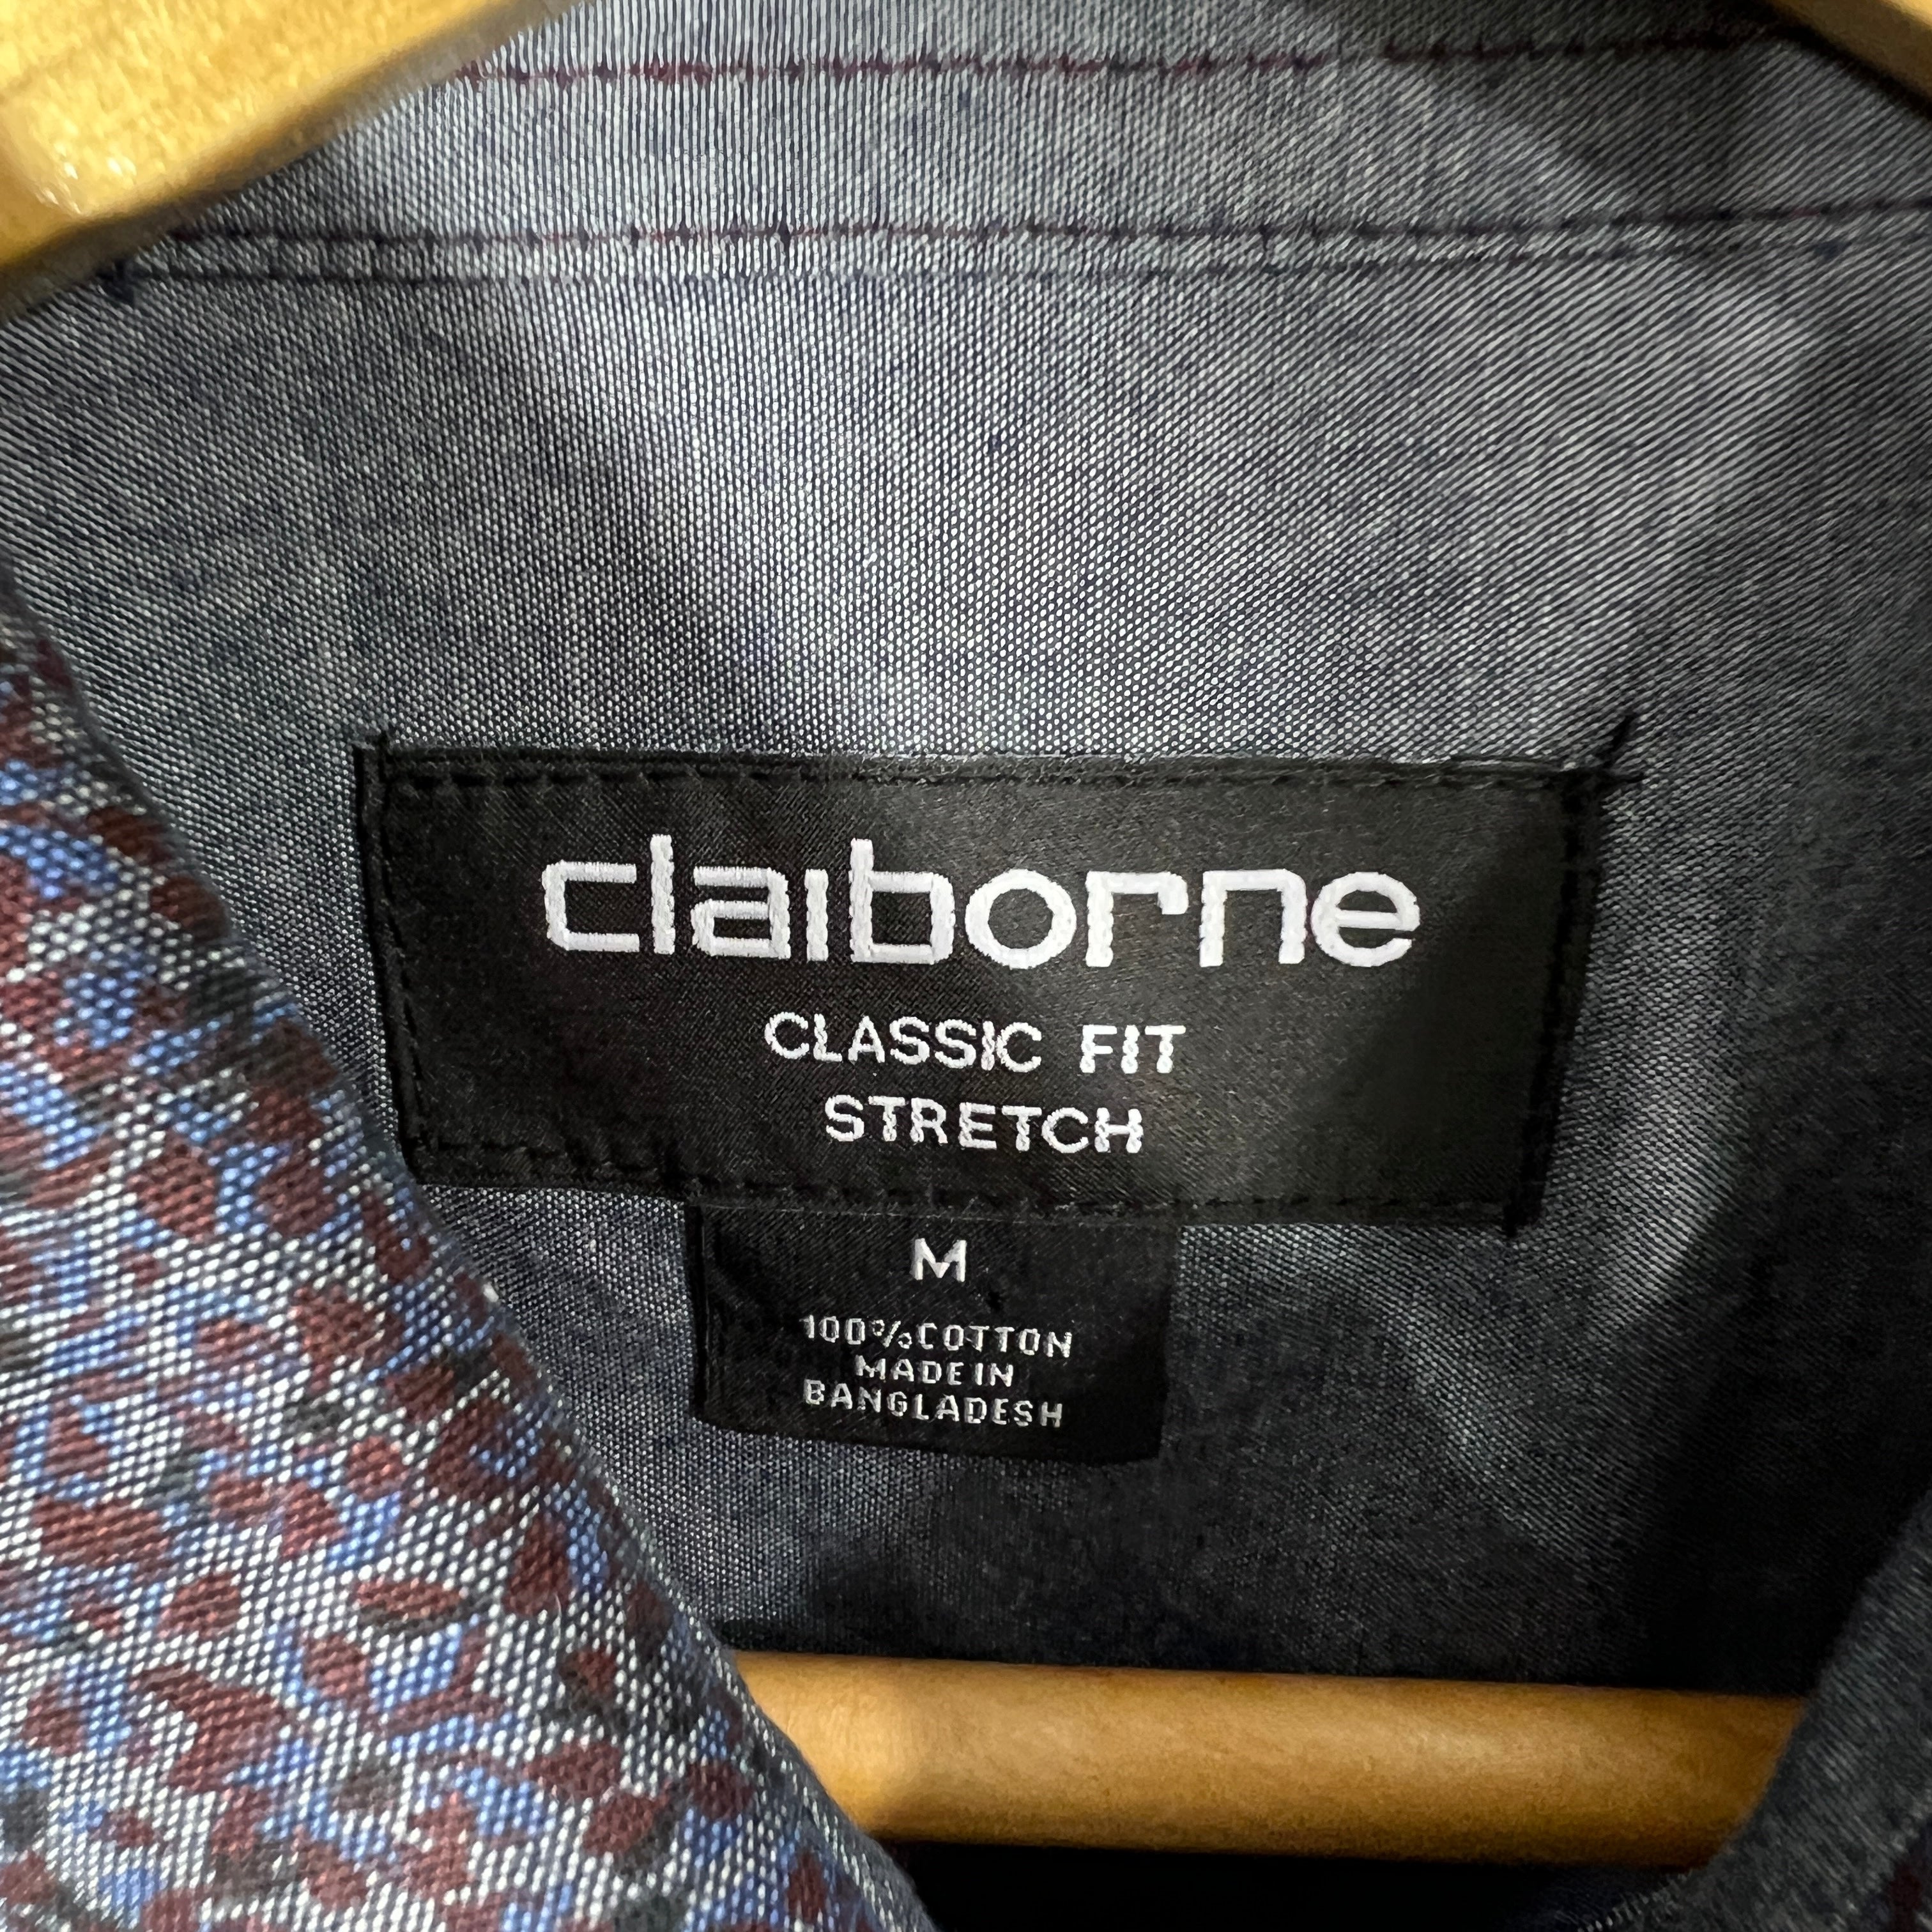 claiborne
CLASSIC FIT
STRETCH
M
100% COTTON
MADE IN
BANGLADESH